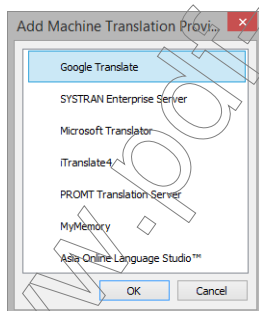 Add Machine Translation Provi...
Google Translate
SYSTRAN Enterprise Server
Microsoft Translator
iTranslate4
PROMT Translation Server
MyMemory
Asia Online Language Studio™
OK Cancel